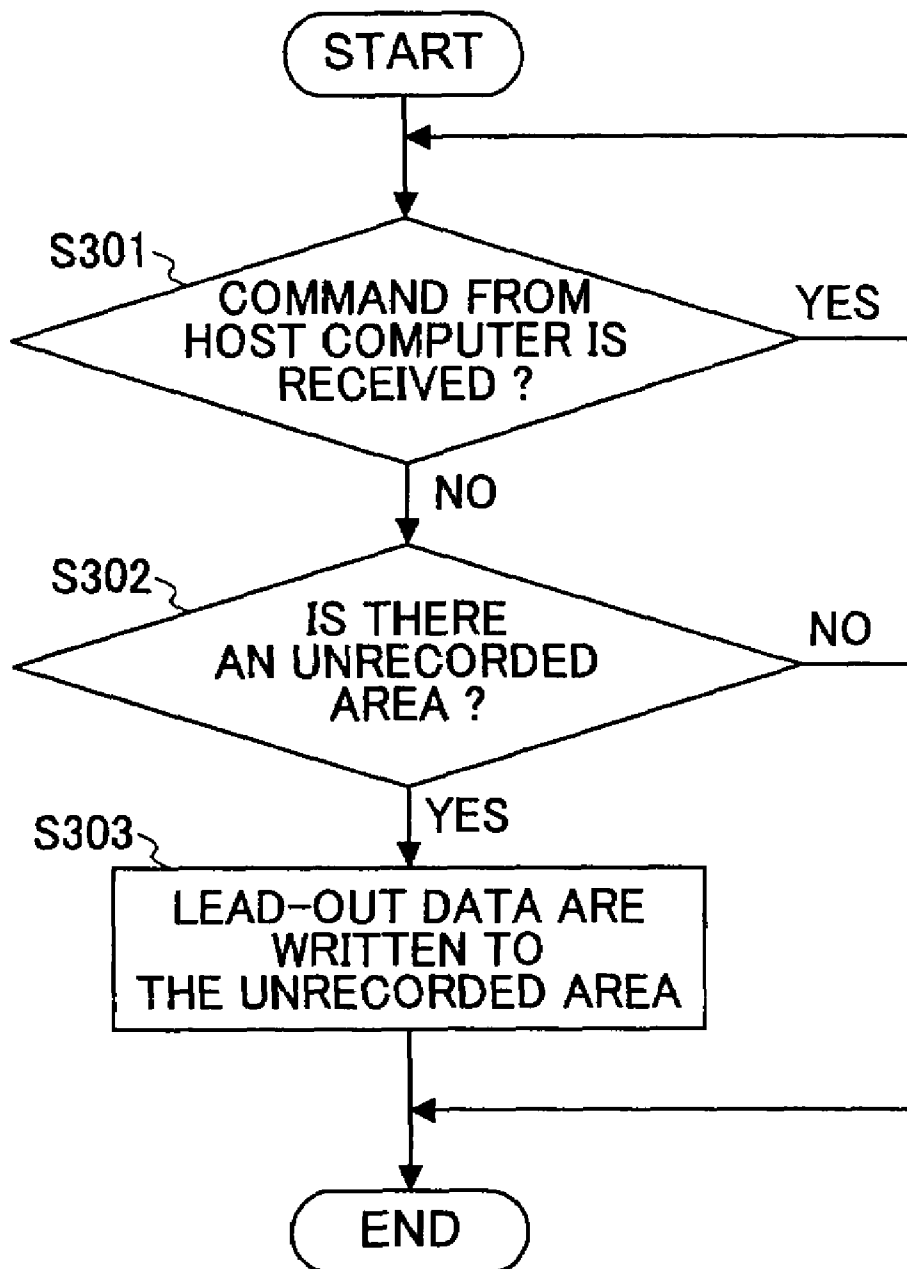 START
S301
COMMAND FROM
HOST COMPUTER IS
RECEIVED ?
YES
NO
S302
IS THERE
AN UNRECORDED
AREA ?
NO
YES
S303
LEAD-OUT DATA ARE
WRITTEN TO
THE UNRECORDED AREA
END